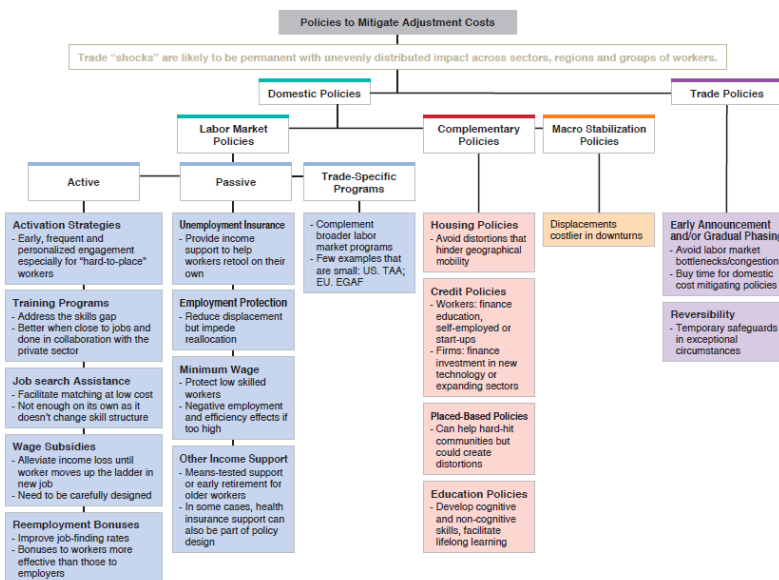 Policies to Mitigate Adjustment Costs
Trade “shocks” are likely to be permanent with unevenly distributed impact across sectors, regions and groups of workers.
Domestic Policies
Trade Policies
Labor Market
Policies
Complementary
Policies
Macro Stabilization
Policies
Active
Passive
Trade-Specific
Programs
Activation Strategies
- Early, frequent and
personalized engagement
especially for “hard-to-place”
workers
Training Programs
- Address the skills gap
- Better when close to jobs and
done in collaboration with the
private sector
Job search Assistance
- Facilitate matching at low cost
- Not enough on its own as it
doesn’t change skill structure
Wage Subsidies
- Alleviate income loss until
worker moves up the ladder in
new job
- Need to be carefully designed
Reemployment Bonuses
- Improve job-finding rates
- Bonuses to workers more
effective than those to
employers
Unemployment Insurance
- Provide income support to help
workers retool on their
own
Employment Protection
- Reduce displacement
but impede
reallocation
Minimum Wage
- Protect low skilled
workers
- Negative employment
and efficiency effects if
too high
Other Income Support
- Means-tested support
or early retirement for
older workers
- In some cases, health
insurance support can
also be part of policy
design
- Complement
broader labor
market programs
- Few examples that
are small: US. TAA;
EU. EGAF
Housing Policies
- Avoid distortions that
hinder geographical
mobility
Credit Policies
- Workers: finance
education,
self-employed or
start-ups
- Firms: finance
investment in new
technology or
expanding sectors
Placed-Based Policies
- Can help hard-hit
communities but
could create
distortions
Education Policies
- Develop cognitive
and non-cognitive
skills, facilitate
lifelong learning
Displacements
costlier in downturns
Early Announcement
and/or Gradual Phasing
- Avoid labor market
bottlenecks/congestion
- Buy time for domestic
cost mitigating policies
Reversibility
- Temporary safeguards
in exceptional
circumstances